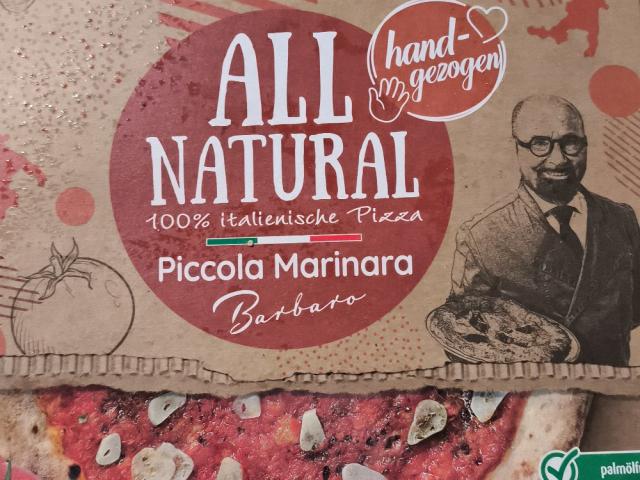 hand-
gezogen
ALL
NATURAL
100% italienische Pizza
Piccola Marinara
Barbaro